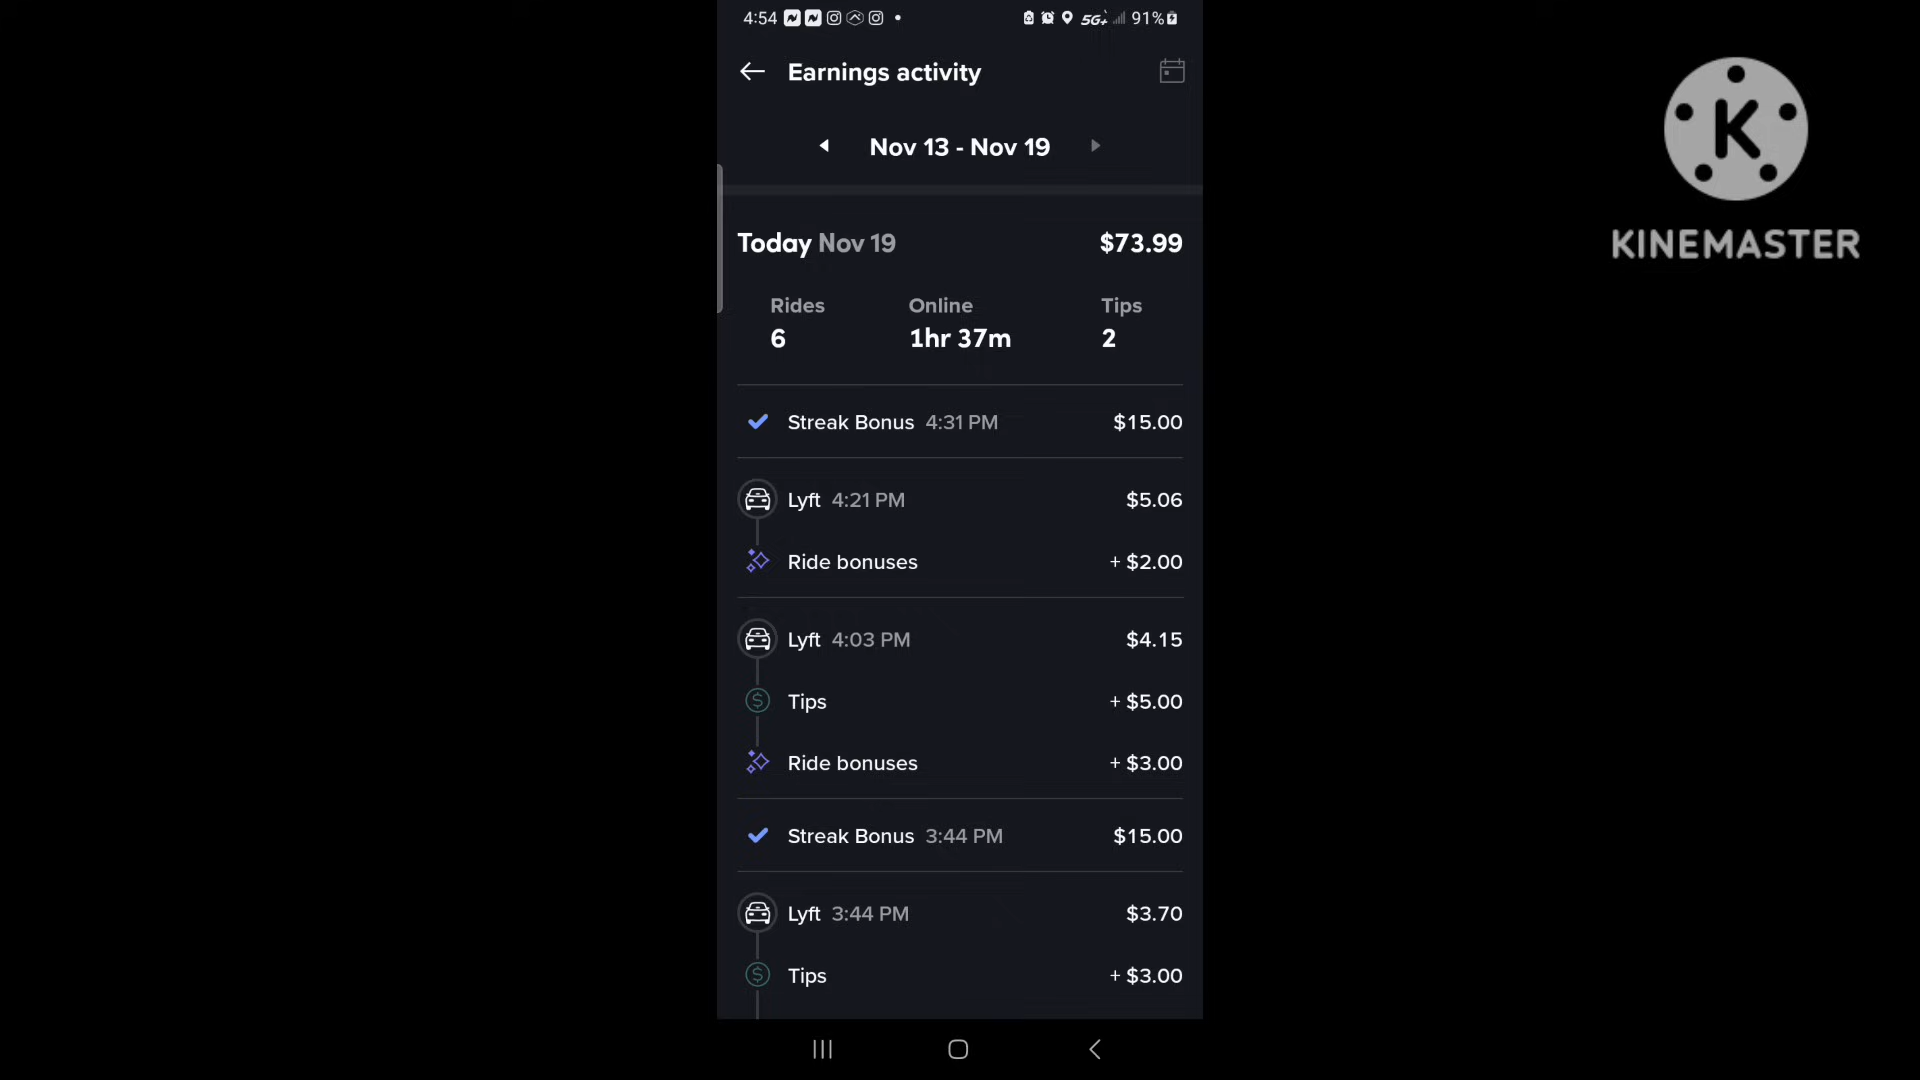 4:54 5G+ 91%
Earnings activity
Nov 13 - Nov 19
Today Nov 19 $73.99
Rides Online Tips
6 1hr 37m 2
Streak Bonus 4:31 PM $15.00
Lyft 4:21 PM $5.06
Ride bonuses + $2.00
Lyft 4:03 PM $4.15
Tips + $5.00
Ride bonuses + $3.00
Streak Bonus 3:44 PM $15.00
Lyft 3:44 PM $3.70
Tips + $3.00
K
KINEMASTER